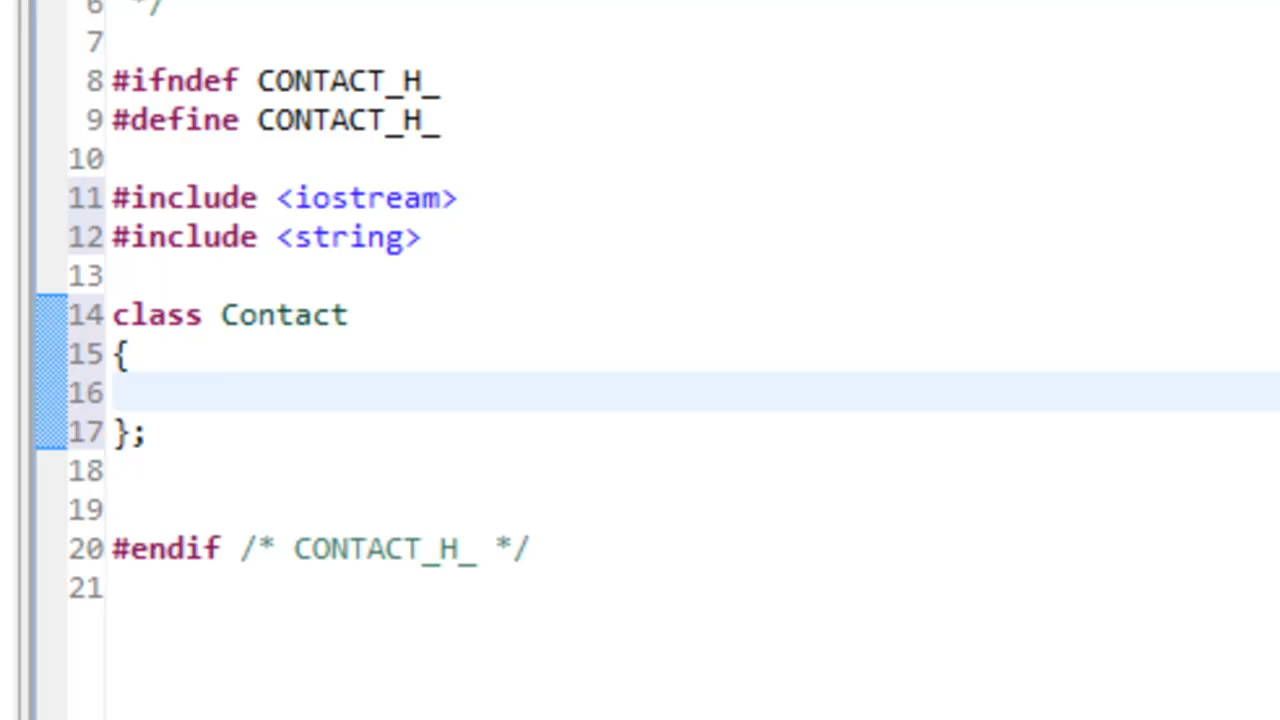 6 */
7
8 #ifndef CONTACT_H_
9 #define CONTACT_H_
10
11 #include <iostream>
12 #include <string>
13
14 class Contact
15 {
16
17 };
18
19
20 #endif /* CONTACT_H_ */
21